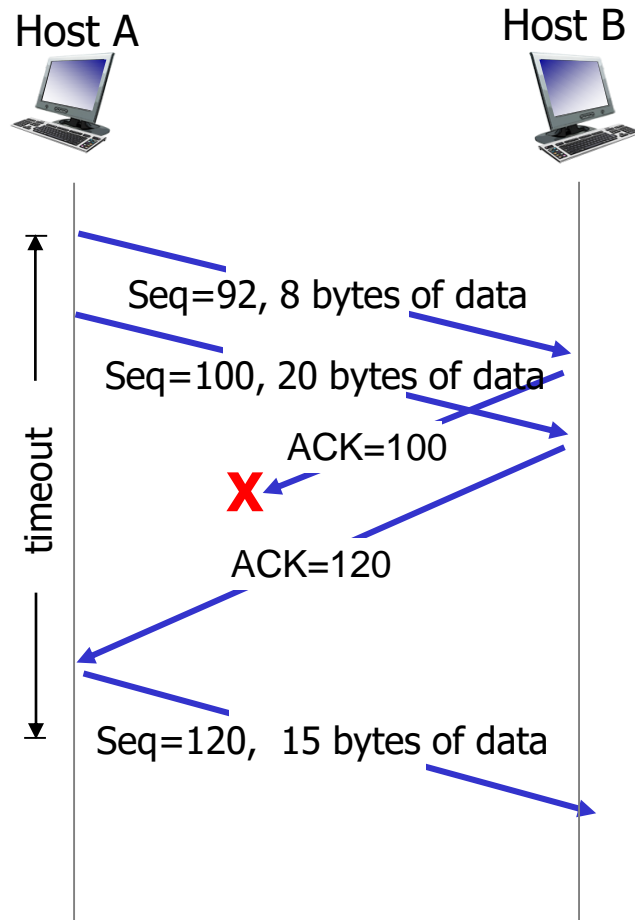 Host A
Host B
Seq=92, 8 bytes of data
Seq=100, 20 bytes of data
ACK=100
X
timeout
ACK=120
Seq=120,  15 bytes of data